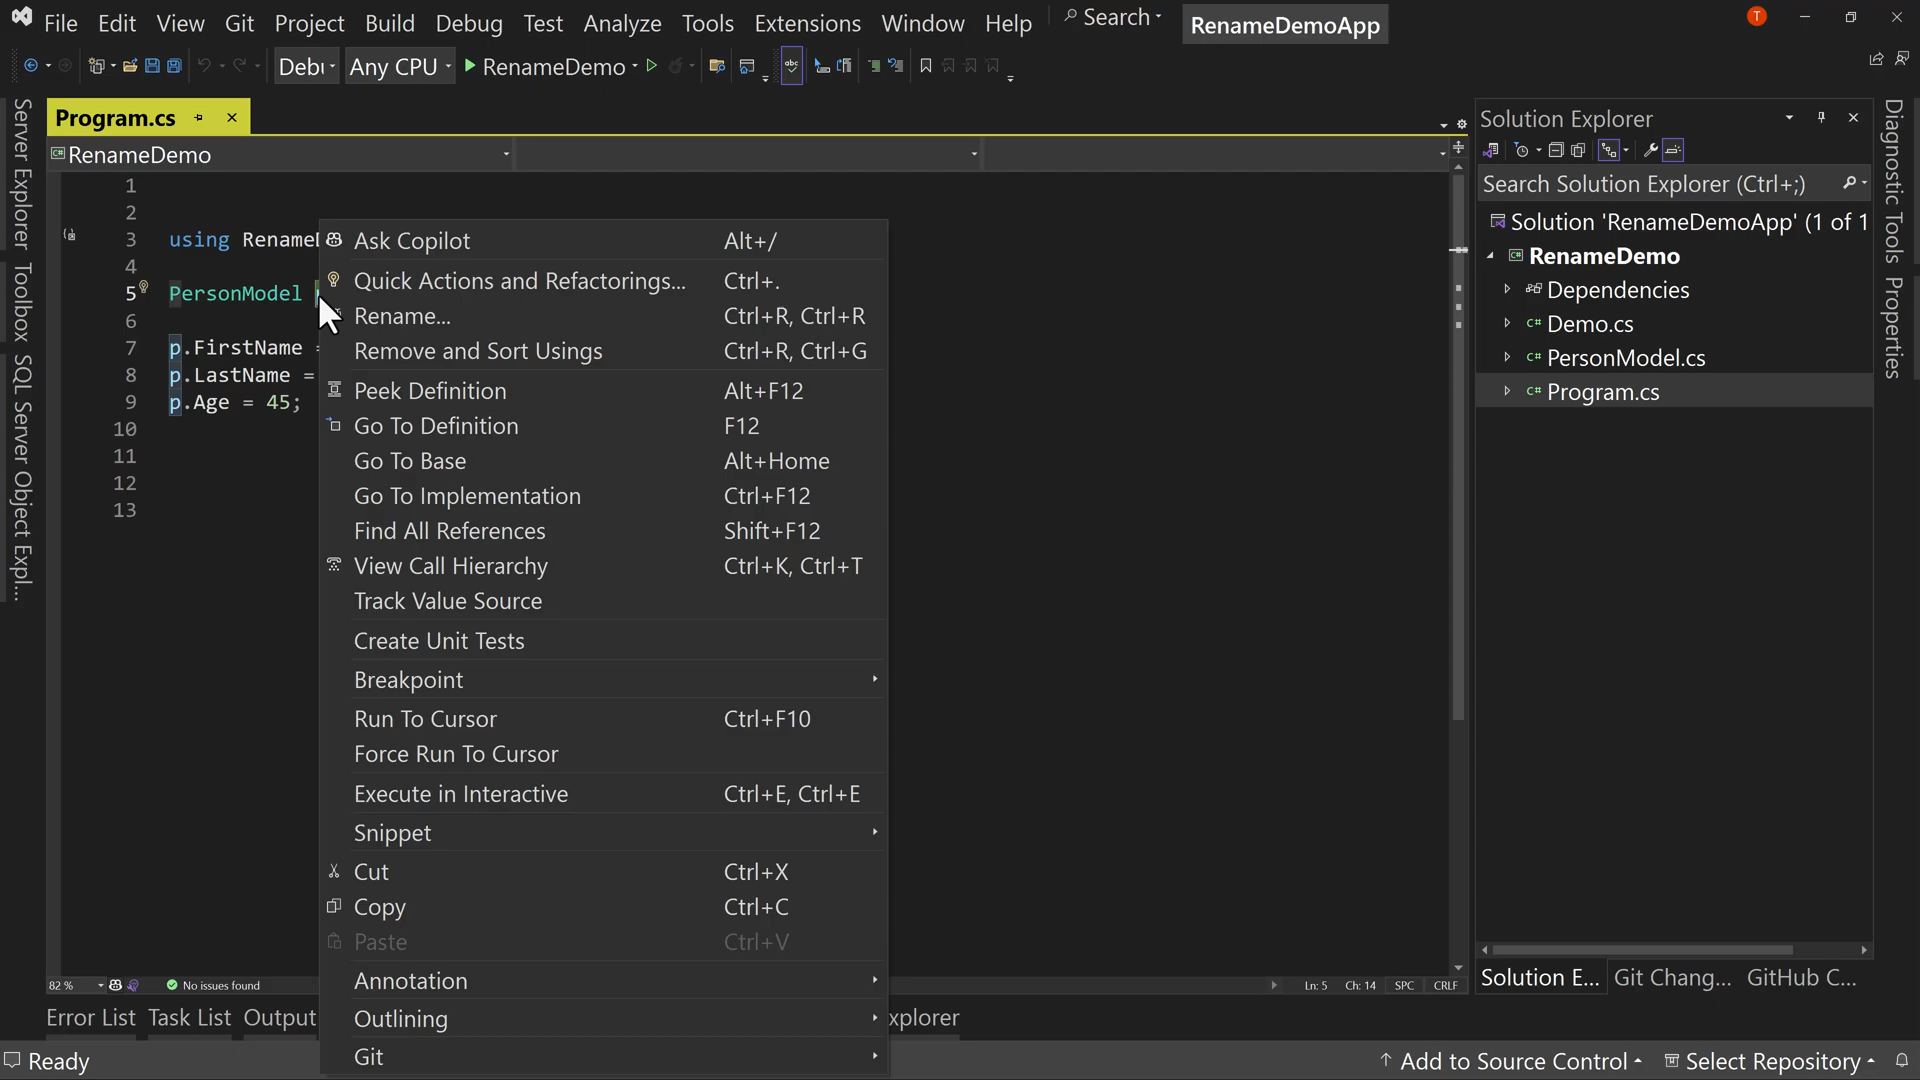 File Edit View Git Project Build Debug Test Analyze Tools Extensions Window Help Search RenameDemoApp
T
Debu Any CPU RenameDemo
abc
Server Explorer
Toolbox
SQL Server Object Expl...
Program.cs
RenameDemo
1
2
3 using RenameD
4
5 PersonModel
6
7 p.FirstName =
8 p.LastName =
9 p.Age = 45;
10
11
12
13
Ask Copilot Alt+/
Quick Actions and Refactorings... Ctrl+.
Rename... Ctrl+R, Ctrl+R
Remove and Sort Usings Ctrl+R, Ctrl+G
Peek Definition Alt+F12
Go To Definition F12
Go To Base Alt+Home
Go To Implementation Ctrl+F12
Find All References Shift+F12
View Call Hierarchy Ctrl+K, Ctrl+T
Track Value Source
Create Unit Tests
Breakpoint
Run To Cursor Ctrl+F10
Force Run To Cursor
Execute in Interactive Ctrl+E, Ctrl+E
Snippet
Cut Ctrl+X
Copy Ctrl+C
Paste Ctrl+V
Annotation
Outlining
Git
Solution Explorer
Search Solution Explorer (Ctrl+;)
Solution 'RenameDemoApp' (1 of 1
C# RenameDemo
Dependencies
C# Demo.cs
C# PersonModel.cs
C# Program.cs
Solution E... Git Chang... GitHub C...
Diagnostic Tools
Properties
82 % No issues found Ln: 5 Ch: 14 SPC CRLF
Error List Task List Output xplorer
Ready Add to Source Control Select Repository